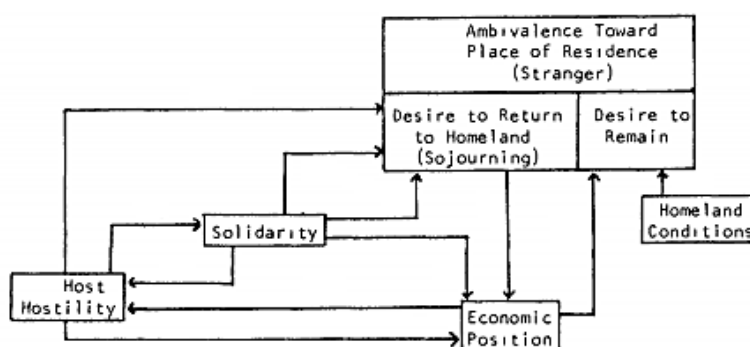 Ambivalence Toward
Place of Residence
(Stranger)
Desire to Return
to Homeland
(Sojourning)
Desire to
Remain
Homeland
Conditions
Solidarity
Host
Hostility
Economic
Position